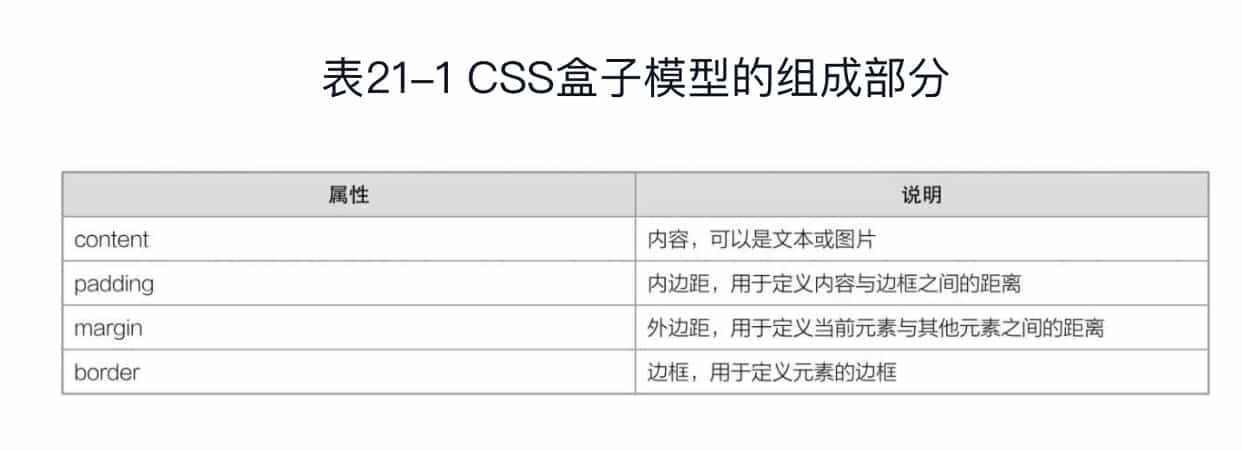 表21-1 CSS盒子模型的组成部分
属性 说明
content 内容，可以是文本或图片
padding 内边距，用于定义内容与边框之间的距离
margin 外边距，用于定义当前元素与其他元素之间的距离
border 边框，用于定义元素的边框